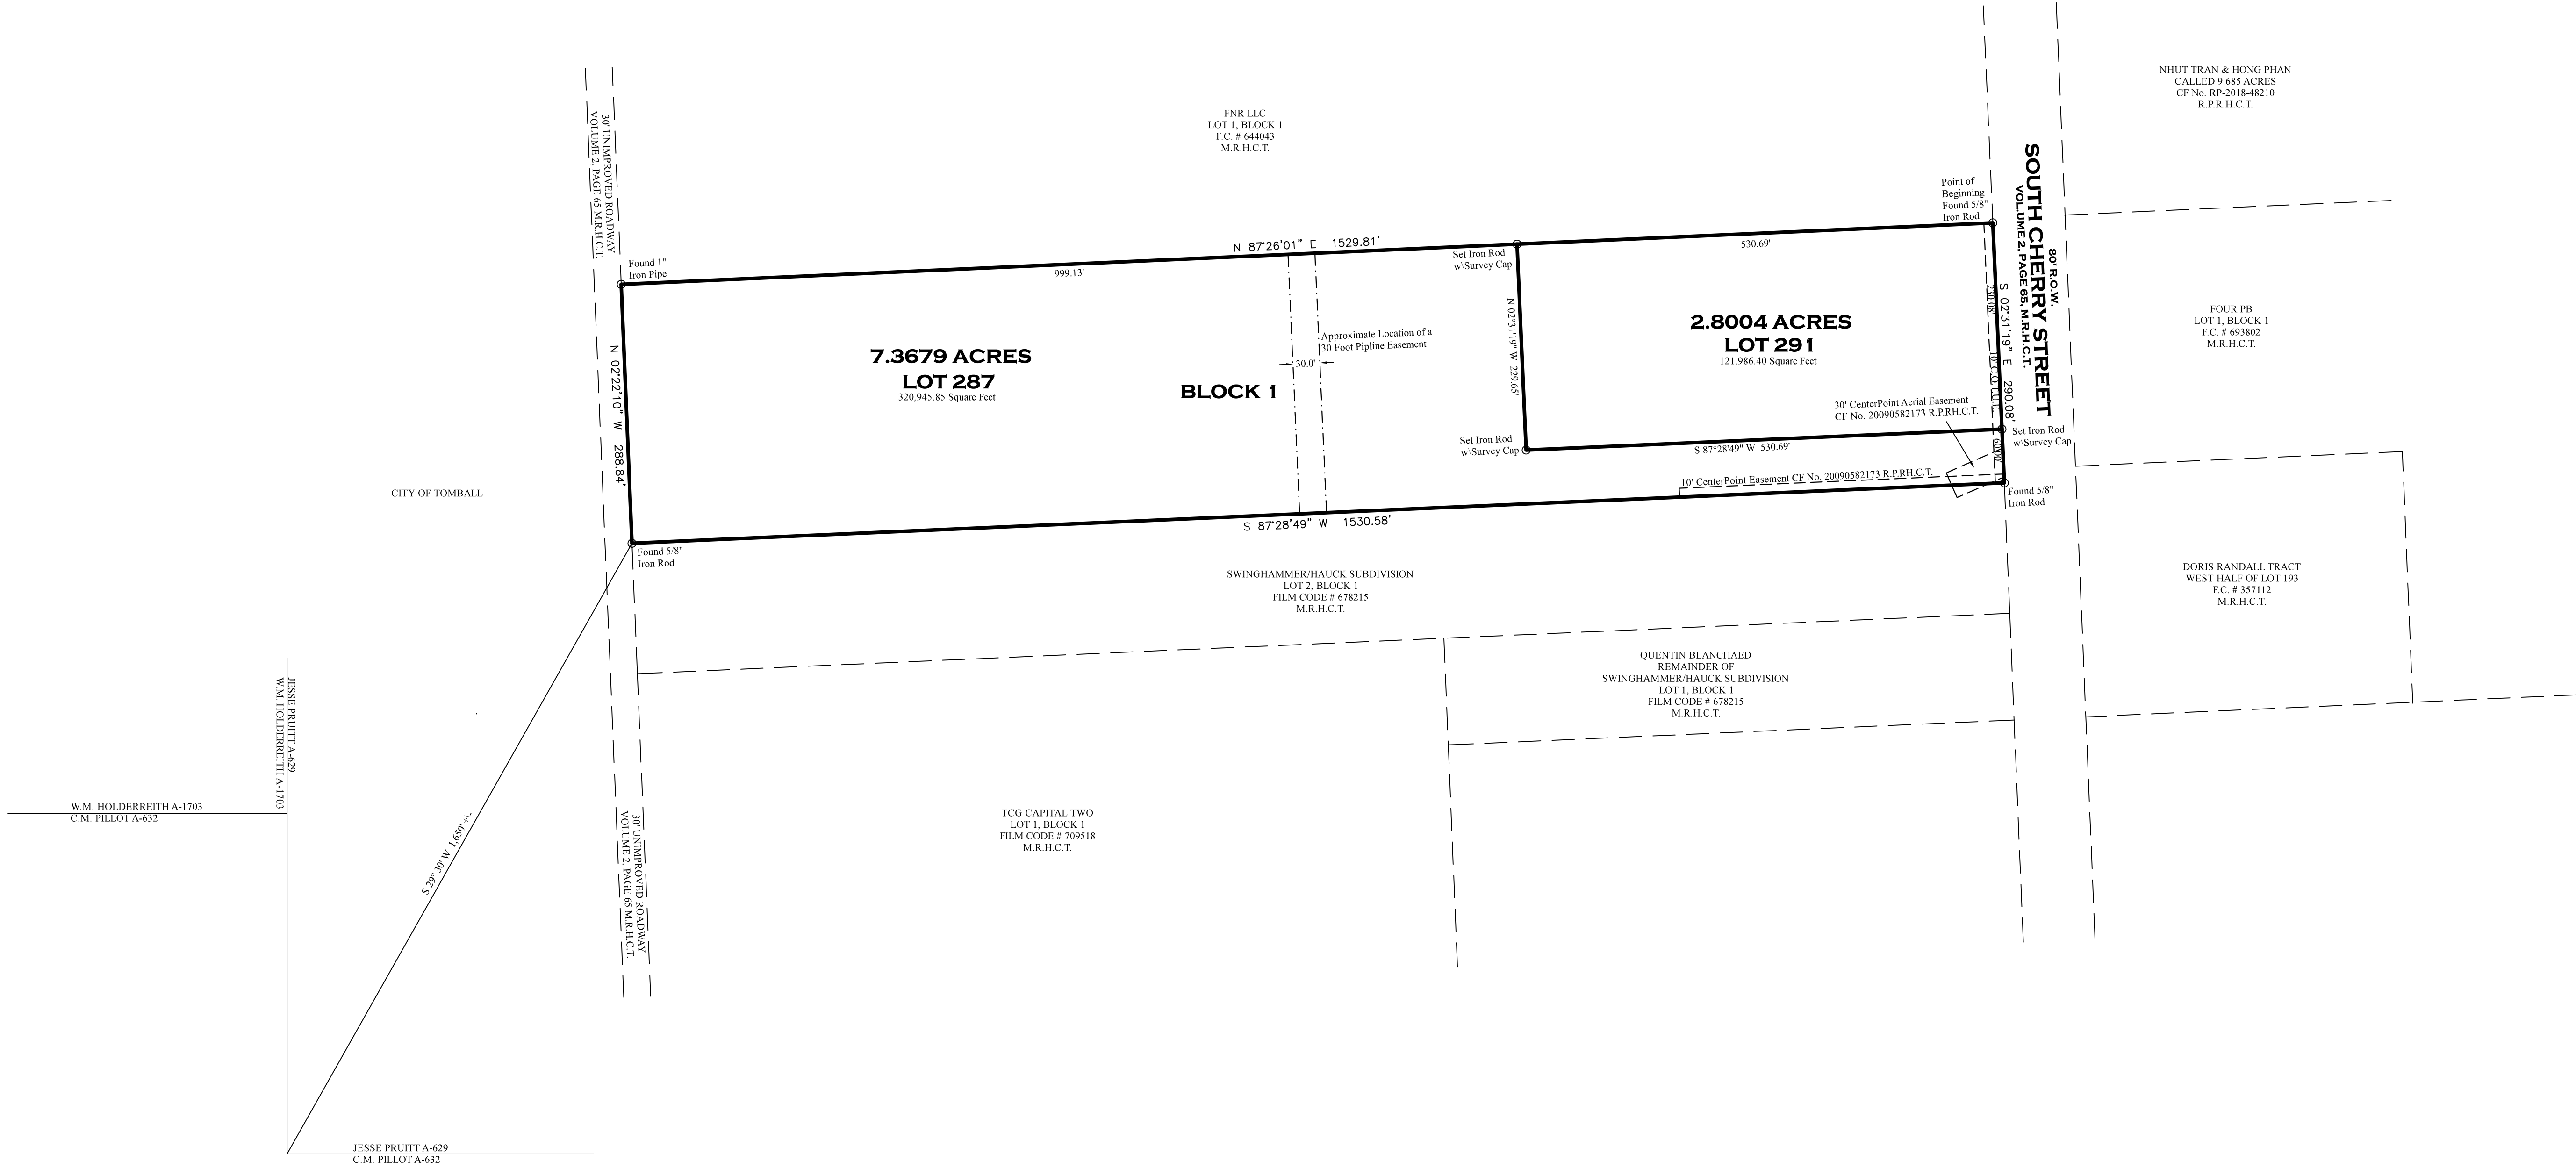 NHUT TRAN & HONG PHAN
CALLED 9.685 ACRES
CF No. RP-2018-48210
R.P.R.H.C.T.
FNR LLC
LOT 1, BLOCK 1
F.C. # 644043
M.R.H.C.T.
30' UNIMPROVED ROADWAY
VOLUME 2, PAGE 65 M.R.H.C.T.
Point of
Beginning
Found 5/8"
Iron Rod
SOUTH CHERRY STREET
VOLUME 2, PAGE 65, M.R.H.C.T.
80' R.O.W.
N 87°26'01" E 1529.81'
Found 1"
Iron Pipe
999.13'
Set Iron Rod
w\Survey Cap
530.69'
230.08'
S 02°31'19" E 290.08'
FOUR PB
LOT 1, BLOCK 1
F.C. # 693802
M.R.H.C.T.
N 02°31'19" W 229.65'
2.8004 ACRES
LOT 291
121,986.40 Square Feet
Approximate Location of a
30 Foot Pipline Easement
30.0'
7.3679 ACRES
LOT 287
320,945.85 Square Feet
BLOCK 1
N 02°22'10" W 288.84'
30' CenterPoint Aerial Easement
CF No. 20090582173 R.P.RH.C.T.
Set Iron Rod
w\Survey Cap
Set Iron Rod
w\Survey Cap
S 87°28'49" W 530.69'
60.00'
10' CenterPoint Easement CF No. 20090582173 R.P.RH.C.T.
Found 5/8"
Iron Rod
CITY OF TOMBALL
S 87°28'49" W 1530.58'
Found 5/8"
Iron Rod
SWINGHAMMER/HAUCK SUBDIVISION
LOT 2, BLOCK 1
FILM CODE # 678215
M.R.H.C.T.
DORIS RANDALL TRACT
WEST HALF OF LOT 193
F.C. # 357112
M.R.H.C.T.
QUENTIN BLANCHAED
REMAINDER OF
SWINGHAMMER/HAUCK SUBDIVISION
LOT 1, BLOCK 1
FILM CODE # 678215
M.R.H.C.T.
JESSE PRUITT A-629
W.M. HOLDERREITH A-1703
W.M. HOLDERREITH A-1703
C.M. PILLOT A-632
S 29° 30' W 1,650' +/-
TCG CAPITAL TWO
LOT 1, BLOCK 1
FILM CODE # 709518
M.R.H.C.T.
30' UNIMPROVED ROADWAY
VOLUME 2, PAGE 65 M.R.H.C.T.
JESSE PRUITT A-629
C.M. PILLOT A-632